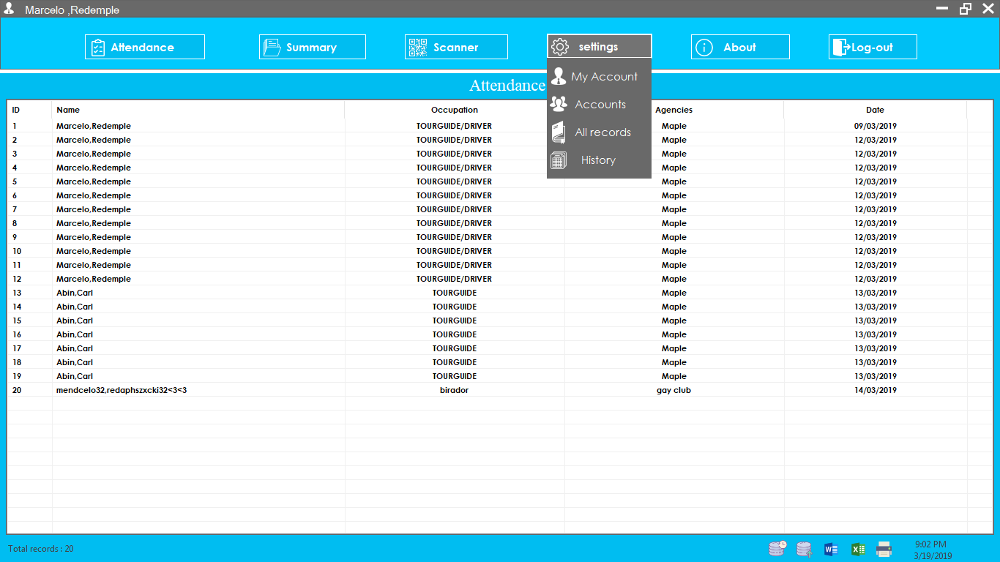 Marcelo ,Redemple
Attendance Summary Scanner settings About Log-out
My Account
Accounts
All records
History
Attendance
ID Name Occupation Agencies Date
1 Marcelo,Redemple TOURGUIDE/DRIVER Maple 09/03/2019
2 Marcelo,Redemple TOURGUIDE/DRIVER Maple 12/03/2019
3 Marcelo,Redemple TOURGUIDE/DRIVER Maple 12/03/2019
4 Marcelo,Redemple TOURGUIDE/DRIVER Maple 12/03/2019
5 Marcelo,Redemple TOURGUIDE/DRIVER Maple 12/03/2019
6 Marcelo,Redemple TOURGUIDE/DRIVER Maple 12/03/2019
7 Marcelo,Redemple TOURGUIDE/DRIVER Maple 12/03/2019
8 Marcelo,Redemple TOURGUIDE/DRIVER Maple 12/03/2019
9 Marcelo,Redemple TOURGUIDE/DRIVER Maple 12/03/2019
10 Marcelo,Redemple TOURGUIDE/DRIVER Maple 12/03/2019
11 Marcelo,Redemple TOURGUIDE/DRIVER Maple 12/03/2019
12 Marcelo,Redemple TOURGUIDE/DRIVER Maple 12/03/2019
13 Abin,Carl TOURGUIDE Maple 13/03/2019
14 Abin,Carl TOURGUIDE Maple 13/03/2019
15 Abin,Carl TOURGUIDE Maple 13/03/2019
16 Abin,Carl TOURGUIDE Maple 13/03/2019
17 Abin,Carl TOURGUIDE Maple 13/03/2019
18 Abin,Carl TOURGUIDE Maple 13/03/2019
19 Abin,Carl TOURGUIDE Maple 13/03/2019
20 mendcelo32,redaphszxcki32<3<3 birador gay club 14/03/2019
Total records : 20
9:02 PM
3/19/2019